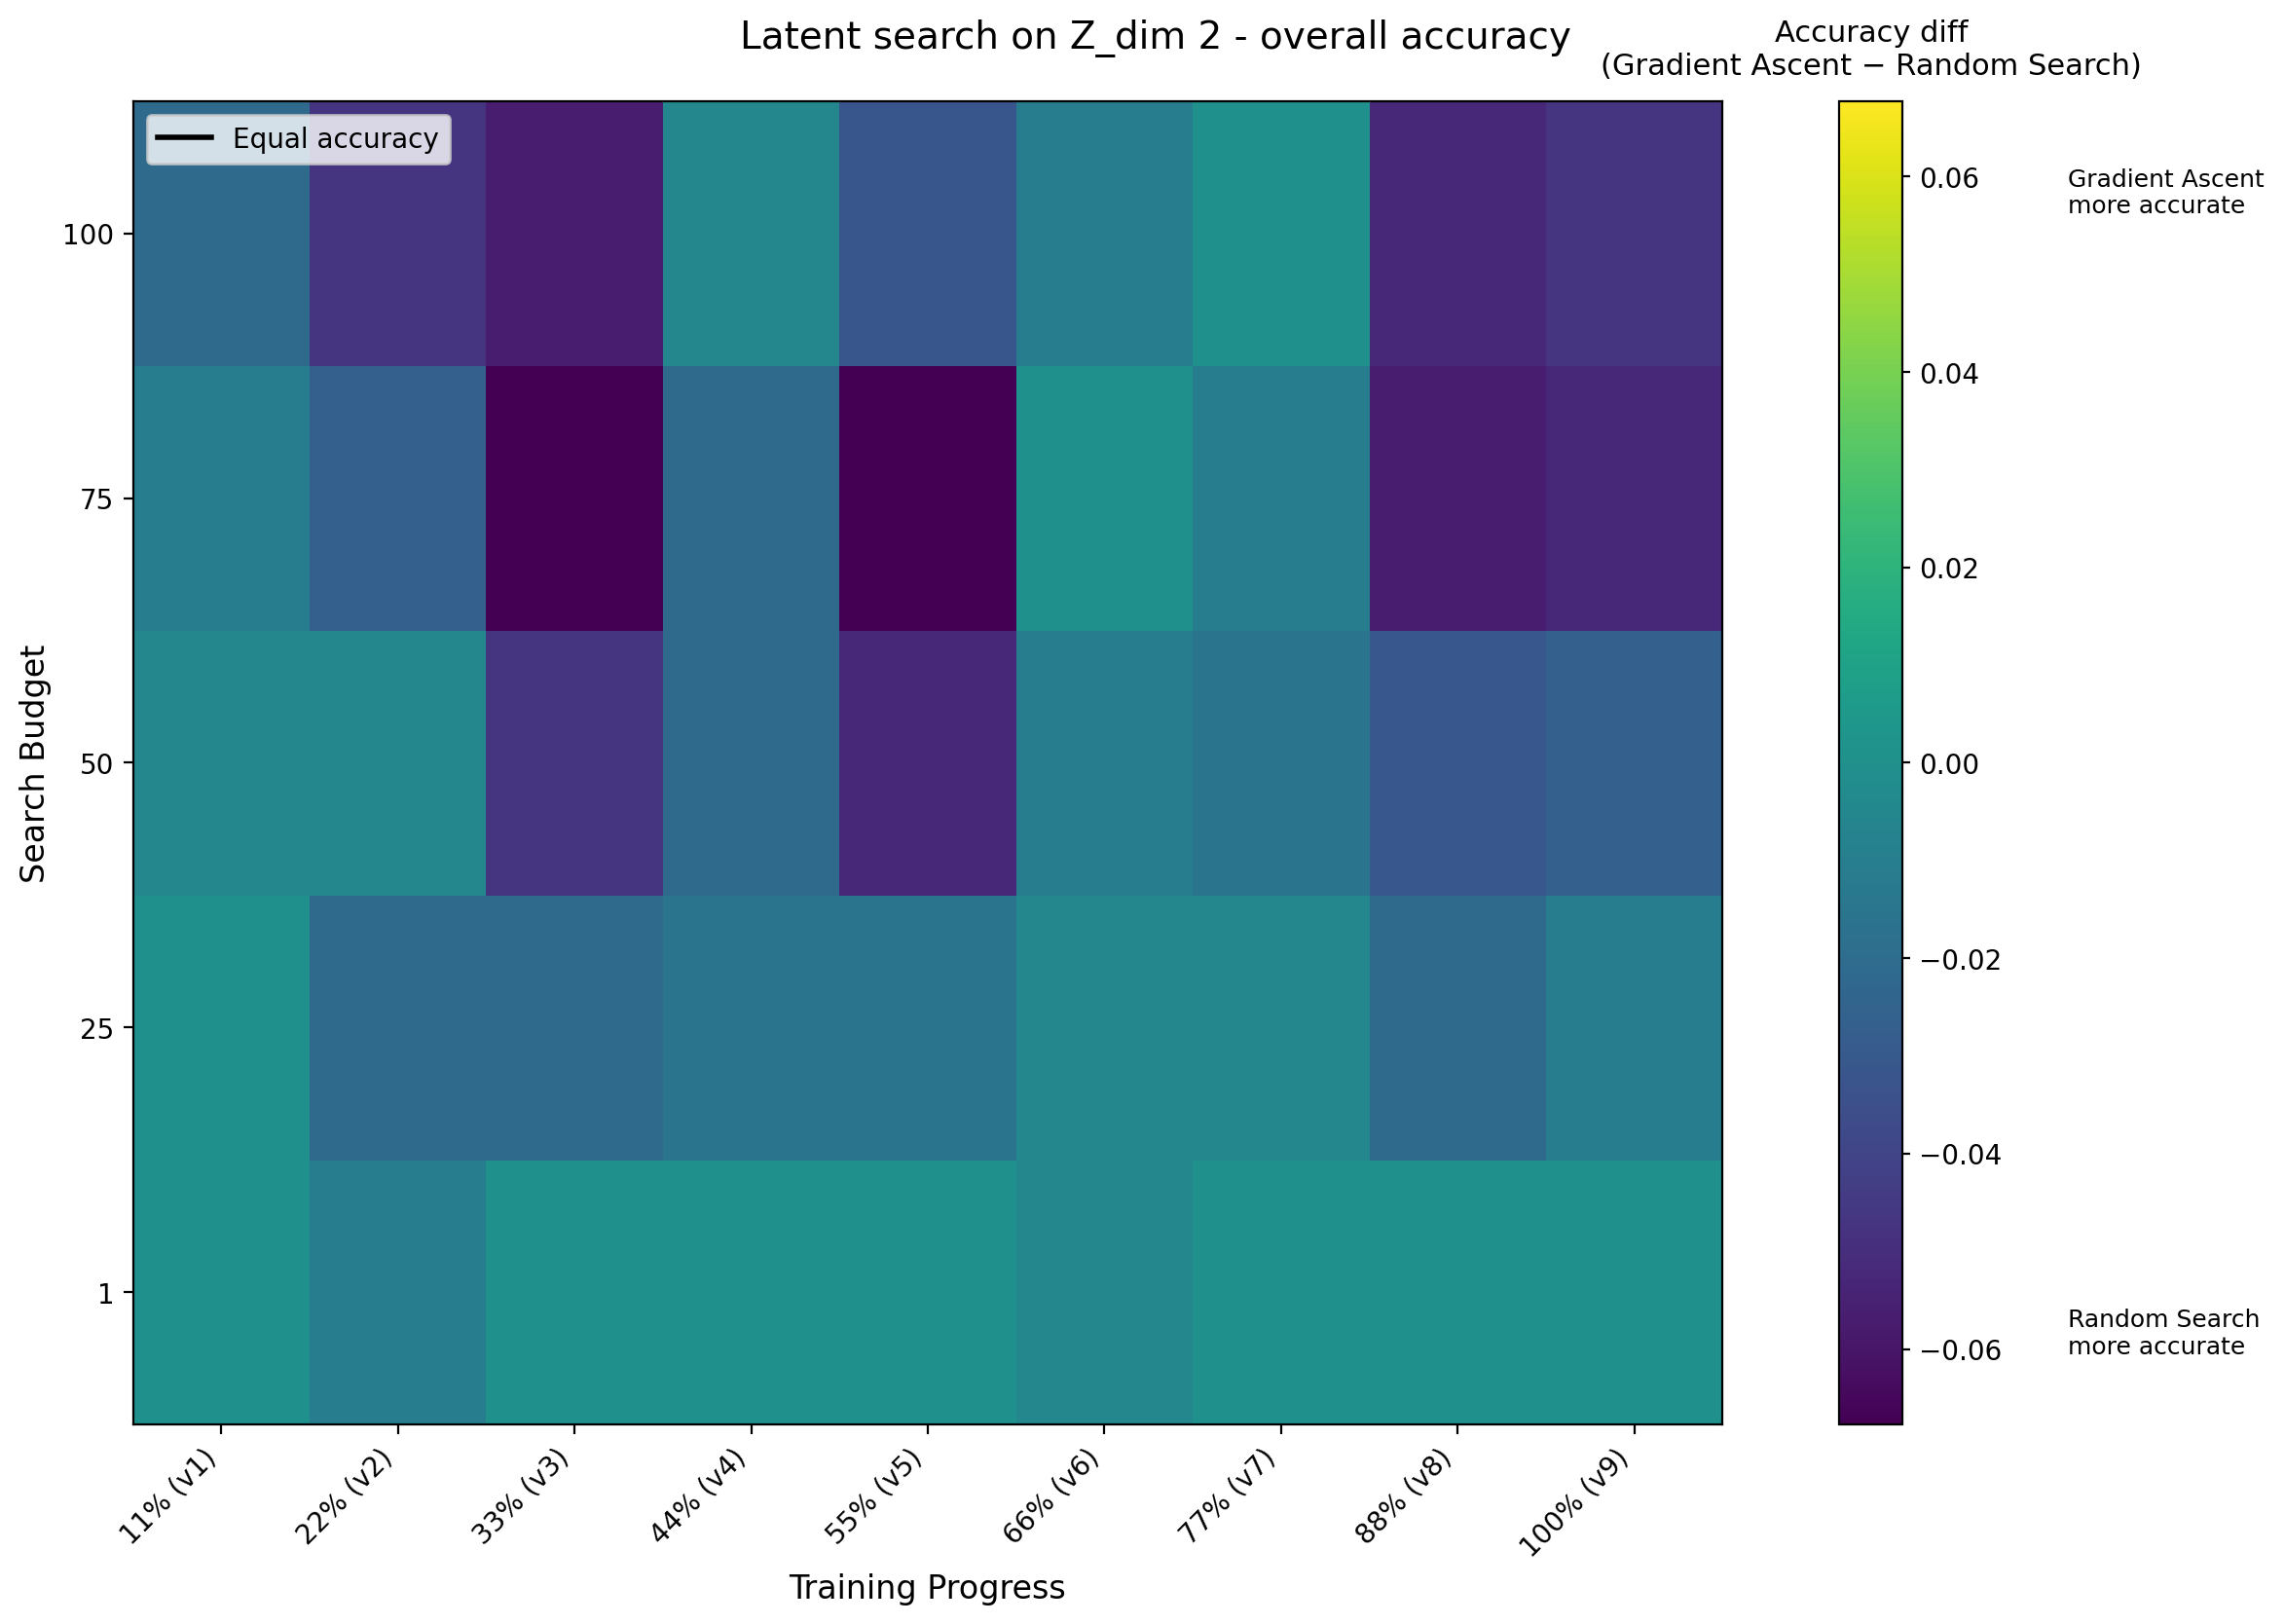 Latent search on Z_dim 2 - overall accuracy
Accuracy diff
(Gradient Ascent − Random Search)
Equal accuracy
Search Budget
100
75
50
25
1
11% (v1)
22% (v2)
33% (v3)
44% (v4)
55% (v5)
66% (v6)
77% (v7)
88% (v8)
100% (v9)
Training Progress
0.06
0.04
0.02
0.00
−0.02
−0.04
−0.06
Gradient Ascent
more accurate
Random Search
more accurate